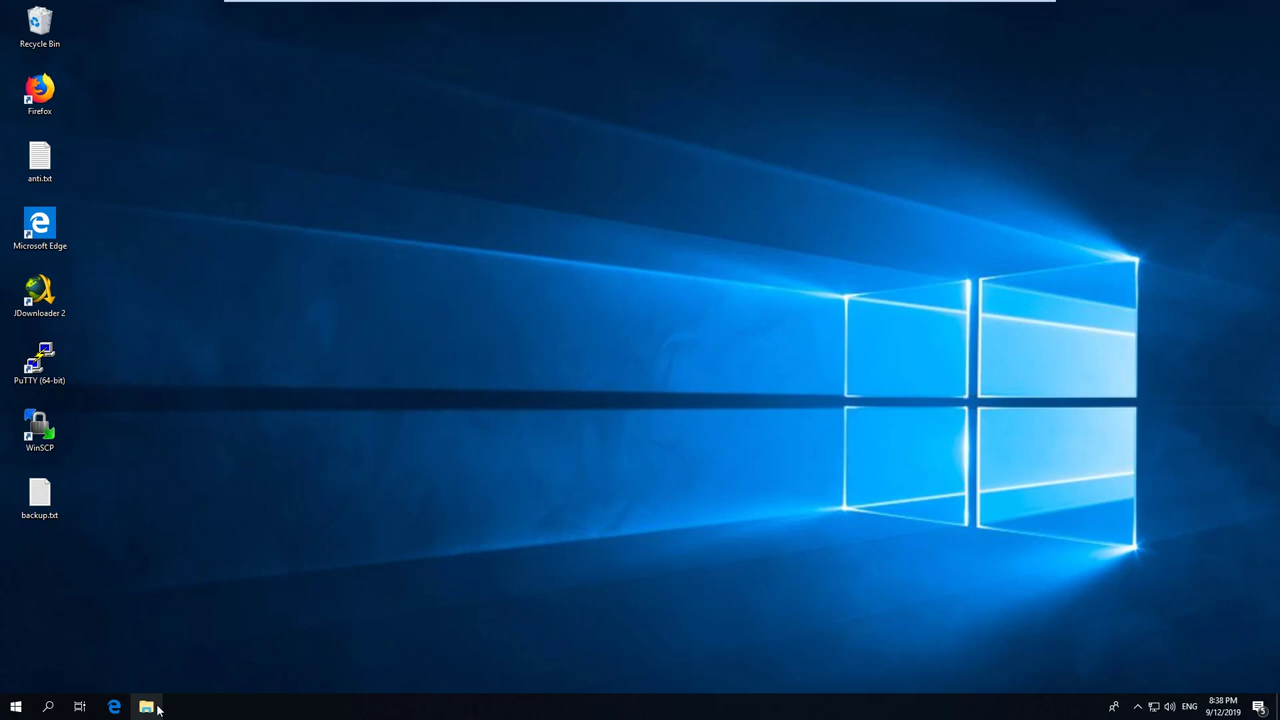 Recycle Bin
Firefox
anti.txt
Microsoft Edge
JDownloader 2
PuTTY (64-bit)
WinSCP
backup.txt
ENG
8:38 PM
9/12/2019
5